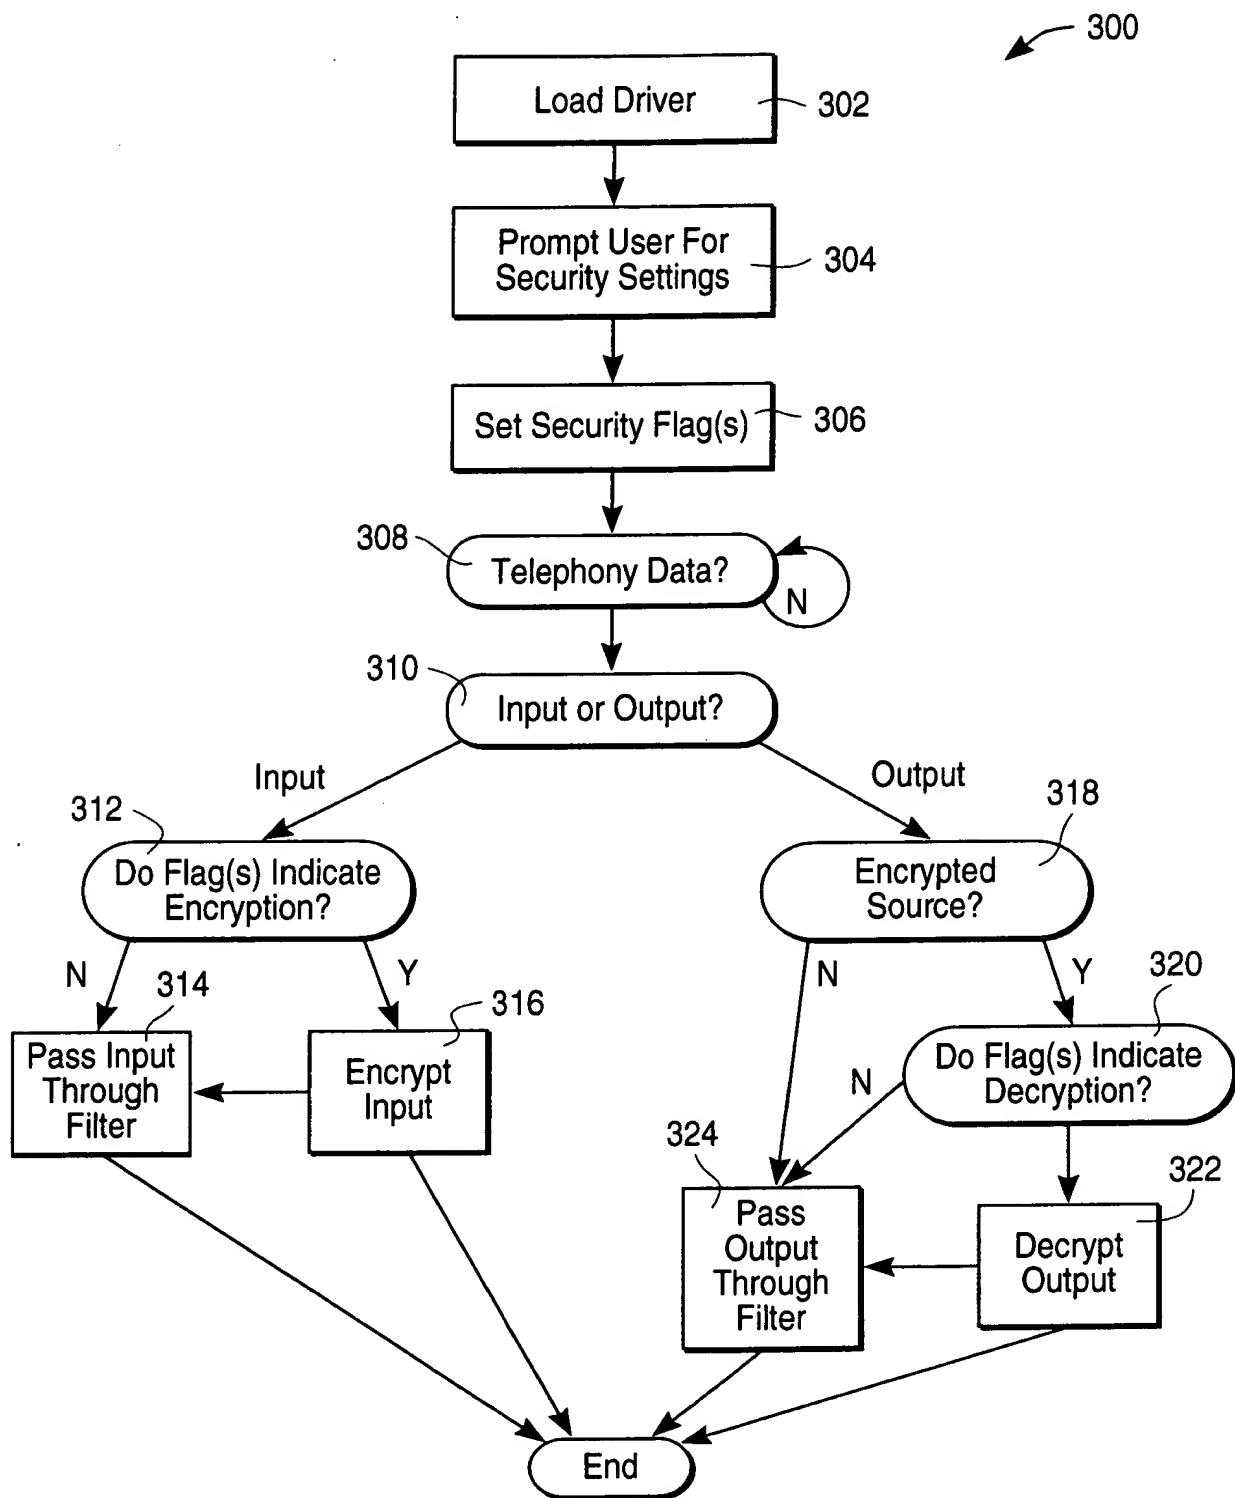 300
Load Driver
302
Prompt User For
Security Settings
304
Set Security Flag(s)
306
308
Telephony Data?
N
310
Input or Output?
Input
Output
312
Do Flag(s) Indicate
Encryption?
318
Encrypted
Source?
N
Y
314
Pass Input
Through
Filter
316
Encrypt
Input
N
Y
320
Do Flag(s) Indicate
Decryption?
N
324
Pass
Output
Through
Filter
322
Decrypt
Output
End